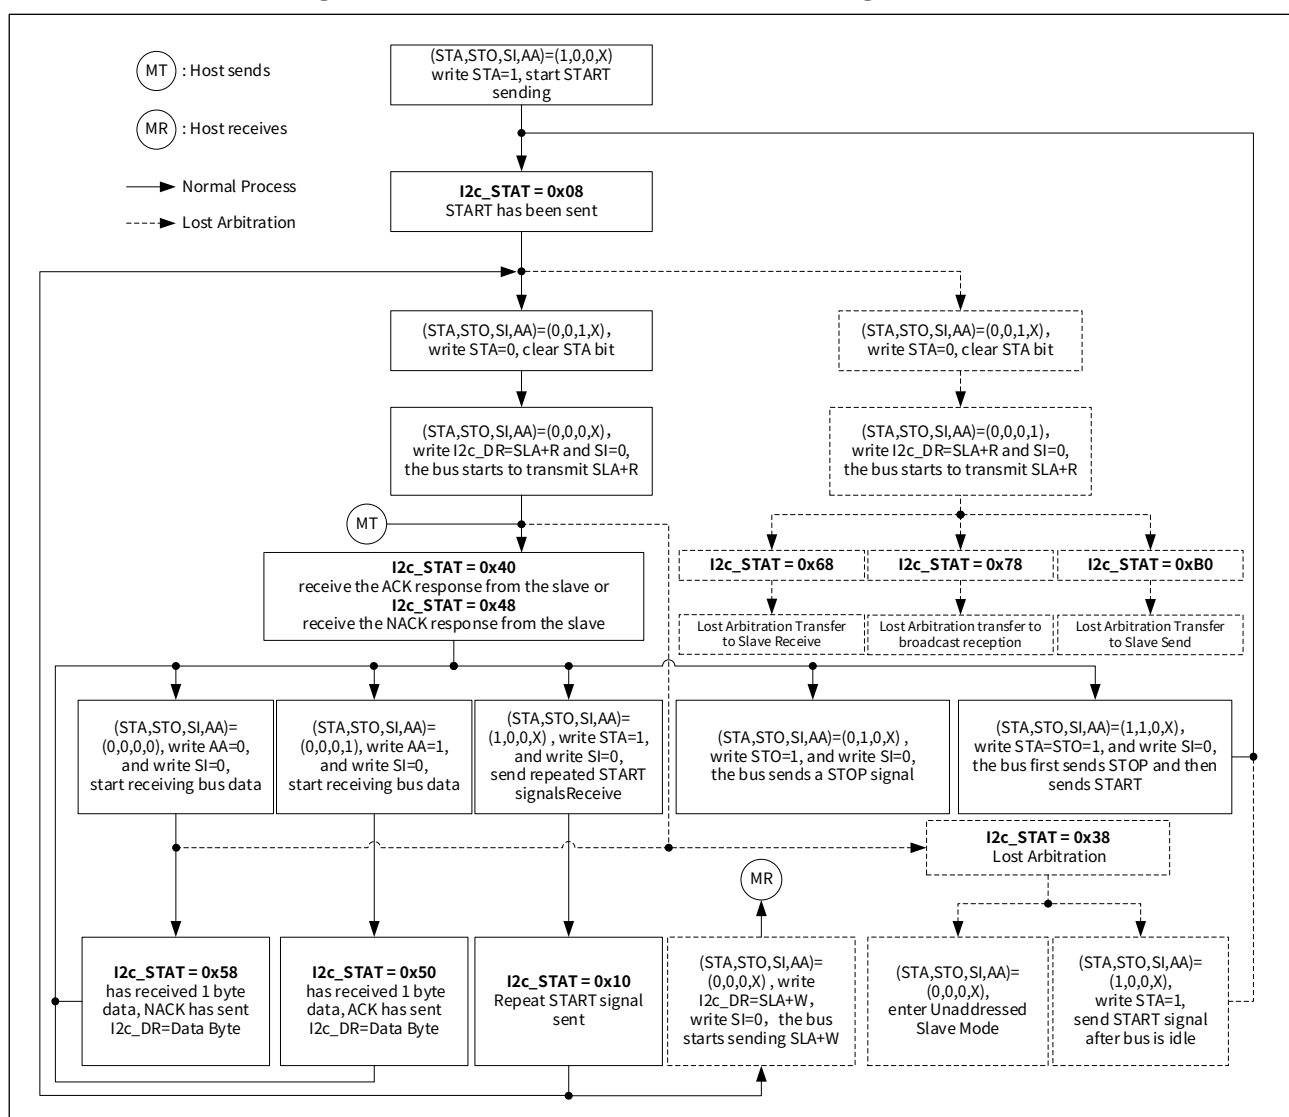 (STA,STO,SI,AA)=(1,0,0,X)
write STA=1, start START
sending
MT : Host sends
MR : Host receives
Normal Process
Lost Arbitration
I2c_STAT = 0x08
START has been sent
(STA,STO,SI,AA)=(0,0,1,X),
write STA=0, clear STA bit
(STA,STO,SI,AA)=(0,0,1,X),
write STA=0, clear STA bit
(STA,STO,SI,AA)=(0,0,0,X),
write I2c_DR=SLA+R and SI=0,
the bus starts to transmit SLA+R
(STA,STO,SI,AA)=(0,0,0,1),
write I2c_DR=SLA+R and SI=0,
the bus starts to transmit SLA+R
MT
I2c_STAT = 0x40
receive the ACK response from the slave or
I2c_STAT = 0x48
receive the NACK response from the slave
I2c_STAT = 0x68
I2c_STAT = 0x78
I2c_STAT = 0xB0
Lost Arbitration Transfer
to Slave Receive
Lost Arbitration transfer to
broadcast reception
Lost Arbitration Transfer
to Slave Send
(STA,STO,SI,AA)=
(0,0,0,0), write AA=0,
and write SI=0,
start receiving bus data
(STA,STO,SI,AA)=
(0,0,0,1), write AA=1,
and write SI=0,
start receiving bus data
(STA,STO,SI,AA)=
(1,0,0,X) , write STA=1,
and write SI=0,
send repeated START
signalsReceive
(STA,STO,SI,AA)=(0,1,0,X) ,
write STO=1, and write SI=0,
the bus sends a STOP signal
(STA,STO,SI,AA)=(1,1,0,X),
write STA=STO=1, and write SI=0,
the bus first sends STOP and then
sends START
I2c_STAT = 0x38
Lost Arbitration
MR
I2c_STAT = 0x58
has received 1 byte
data, NACK has sent
I2c_DR=Data Byte
I2c_STAT = 0x50
has received 1 byte
data, ACK has sent
I2c_DR=Data Byte
I2c_STAT = 0x10
Repeat START signal
sent
(STA,STO,SI,AA)=
(0,0,0,X) , write
I2c_DR=SLA+W,
write SI=0, the bus
starts sending SLA+W
(STA,STO,SI,AA)=
(0,0,0,X),
enter Unaddressed
Slave Mode
(STA,STO,SI,AA)=
(1,0,0,X),
write STA=1,
send START signal
after bus is idle